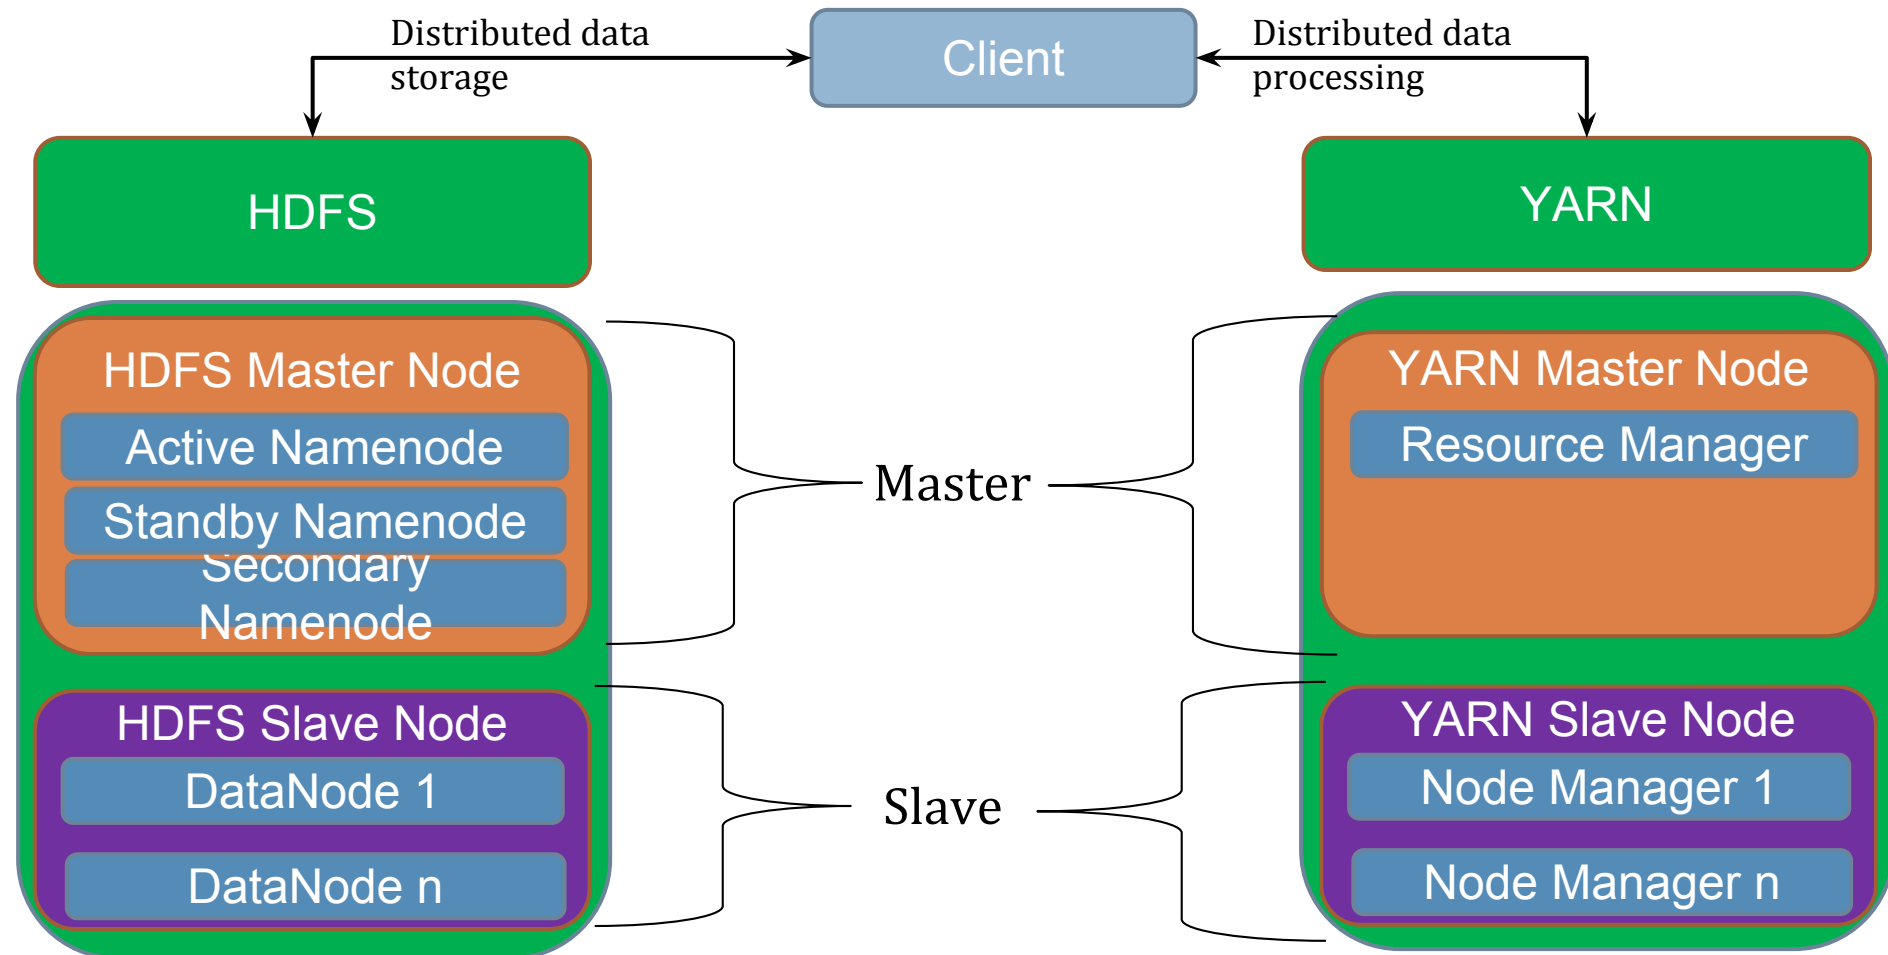 Distributed data
storage
Client
Distributed data
processing
HDFS
YARN
HDFS Master Node
Active Namenode
Standby Namenode
Secondary
Namenode
Master
YARN Master Node
Resource Manager
HDFS Slave Node
DataNode 1
DataNode n
Slave
YARN Slave Node
Node Manager 1
Node Manager n